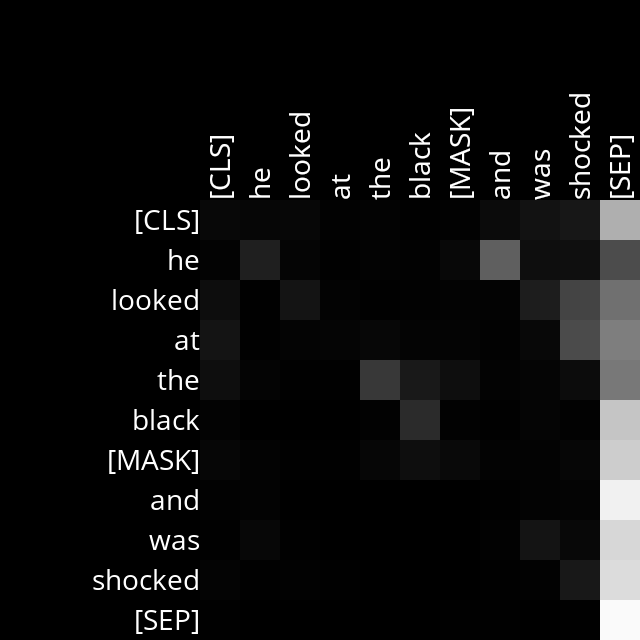 [CLS] he looked at the black [MASK] and was shocked [SEP]
[CLS]
he
looked
at
the
black
[MASK]
and
was
shocked
[SEP]